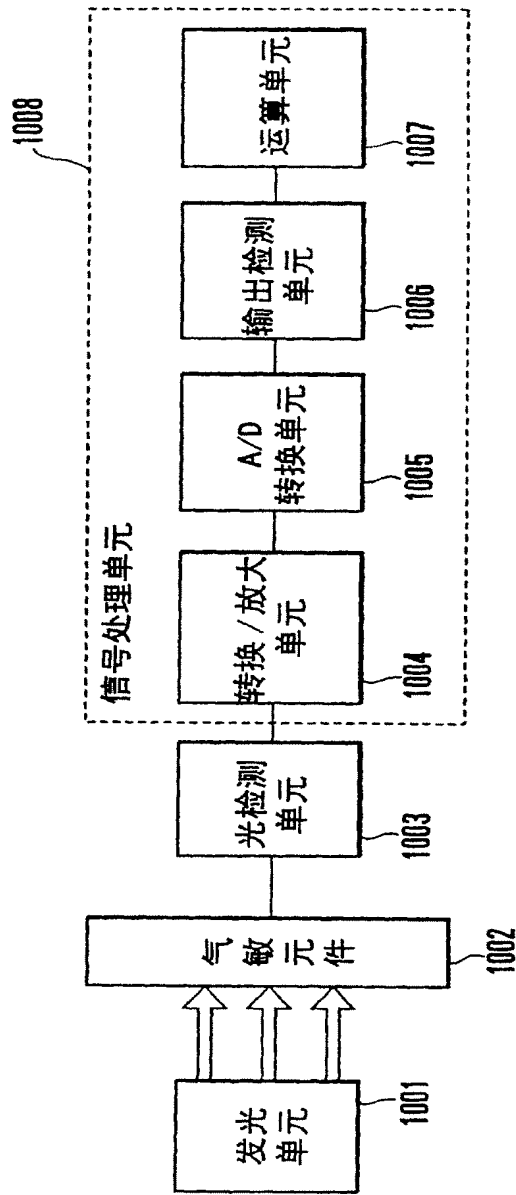 发光
单元
1001
气敏元件
1002
光检测
单元
1003
信号处理单元
转换/放大
单元
1004
A/D
转换单元
1005
输出检测
单元
1006
运算单元
1007
1008